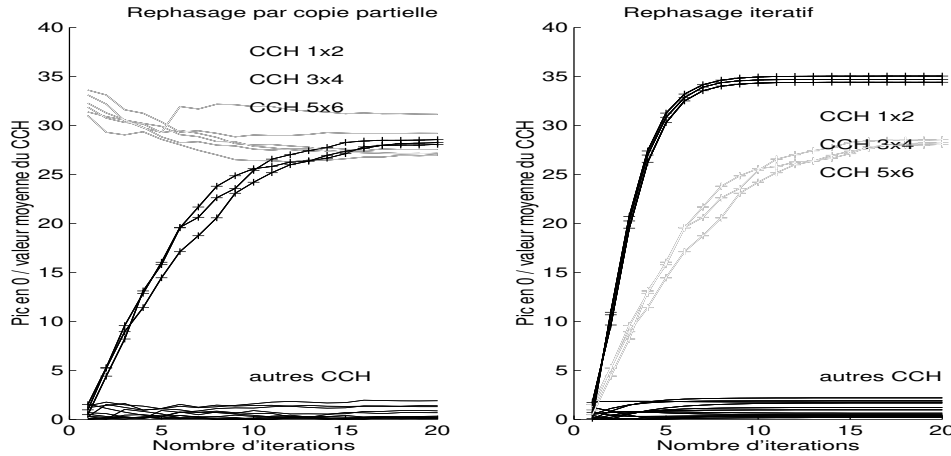 Rephasage par copie partielle
40
35
30
25
20
15
10
5
0
Pic en 0 / valeur moyenne du CCH
CCH 1x2
CCH 3x4
CCH 5x6
autres CCH
0 5 10 15 20
Nombre d'iterations
Rephasage iteratif
40
35
30
25
20
15
10
5
0
Pic en 0 / valeur moyenne du CCH
CCH 1x2
CCH 3x4
CCH 5x6
autres CCH
0 5 10 15 20
Nombre d'iterations